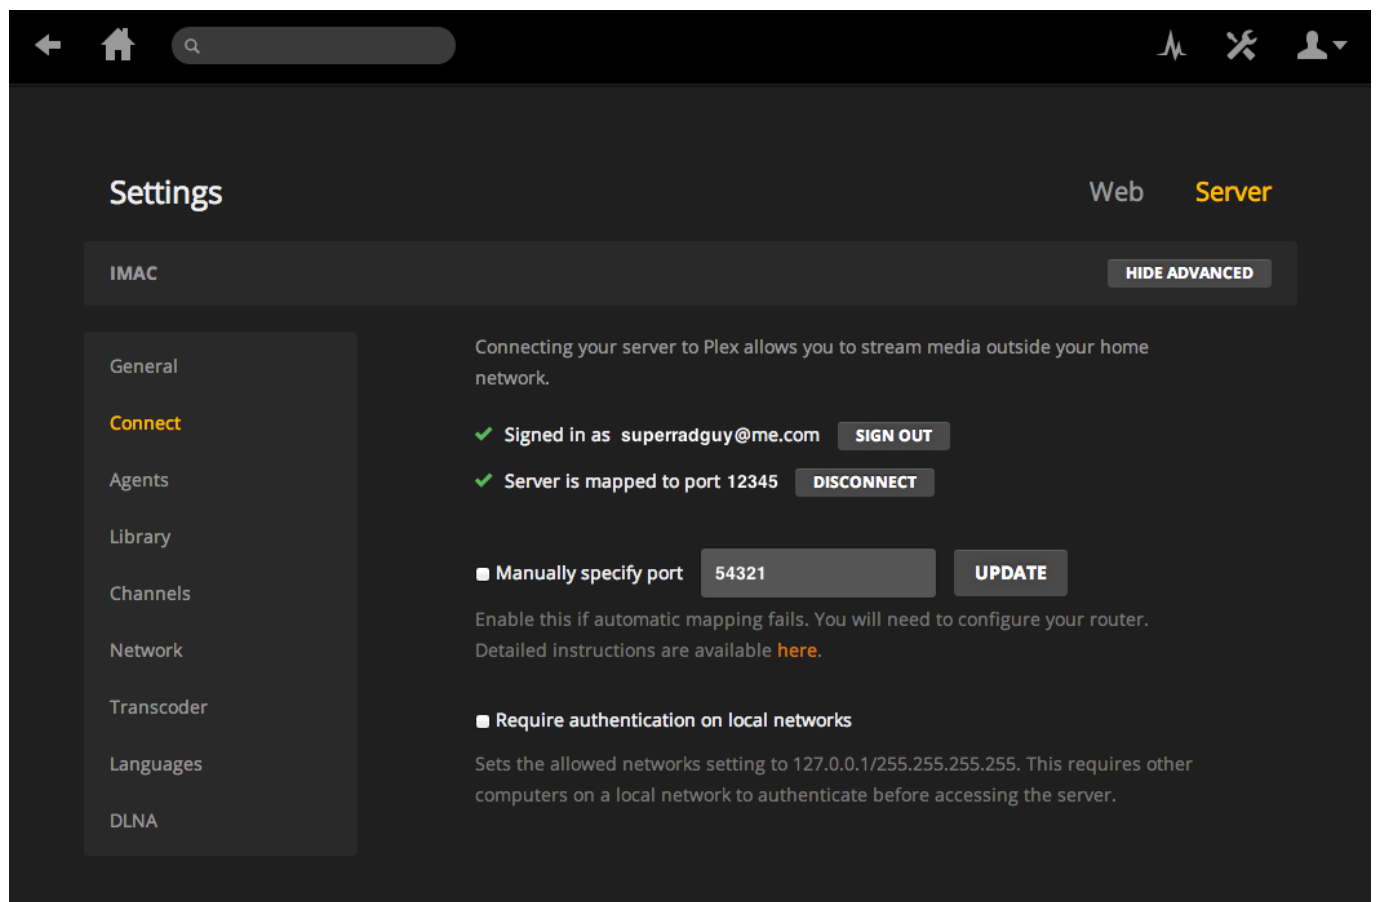 Settings
Web
Server
IMAC
HIDE ADVANCED
General
Connect
Agents
Library
Channels
Network
Transcoder
Languages
DLNA
Connecting your server to Plex allows you to stream media outside your home
network.
Signed in as superradguy@me.com SIGN OUT
Server is mapped to port 12345 DISCONNECT
Manually specify port 54321 UPDATE
Enable this if automatic mapping fails. You will need to configure your router.
Detailed instructions are available here.
Require authentication on local networks
Sets the allowed networks setting to 127.0.0.1/255.255.255.255. This requires other
computers on a local network to authenticate before accessing the server.